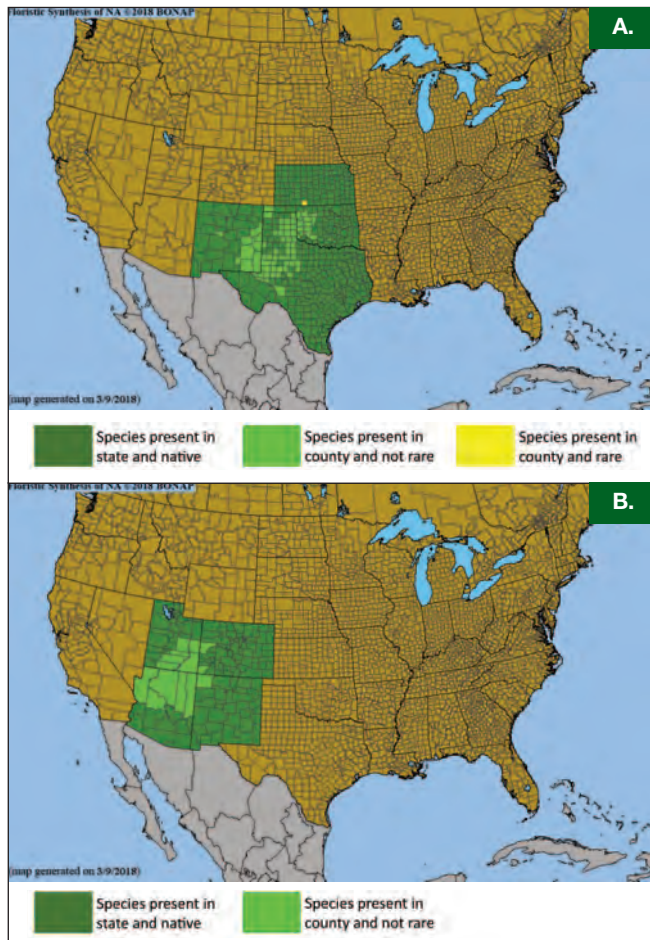 Floristic Synthesis of NA ©2018 BONAP
A.
(map generated on 3/9/2018)
Species present in
state and native
Species present in
county and not rare
Species present in
county and rare
Floristic Synthesis of NA ©2018 BONAP
B.
(map generated on 3/9/2018)
Species present in
state and native
Species present in
county and not rare